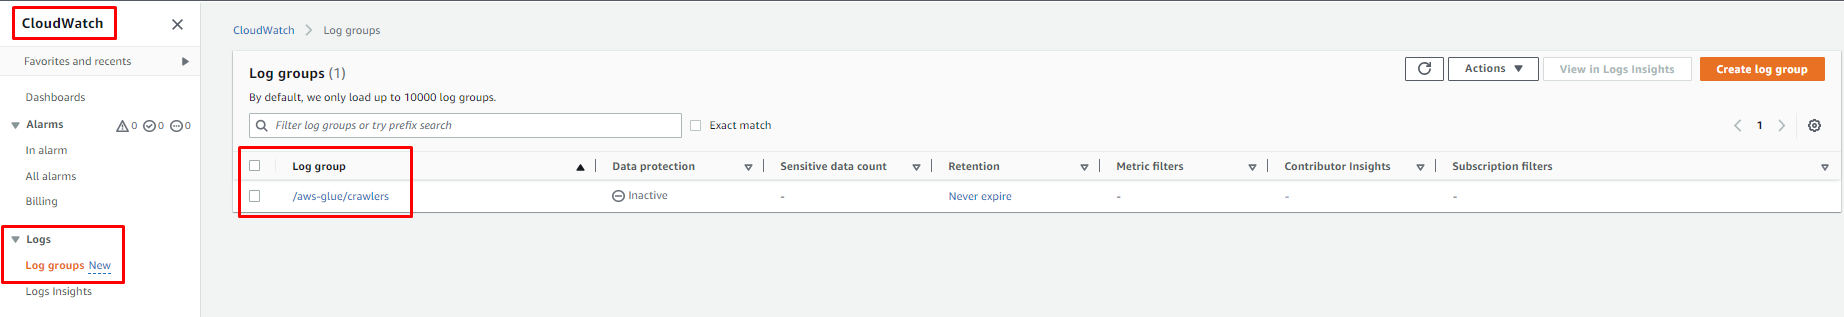 CloudWatch
Favorites and recents
Dashboards
Alarms 0 0 0
In alarm
All alarms
Billing
Logs
Log groups New
Logs Insights
CloudWatch Log groups
Log groups (1)
Actions View in Logs Insights Create log group
By default, we only load up to 10000 log groups.
Filter log groups or try prefix search Exact match 1
Log group Data protection Sensitive data count Retention Metric filters Contributor Insights Subscription filters
/aws-glue/crawlers Inactive - Never expire - - -